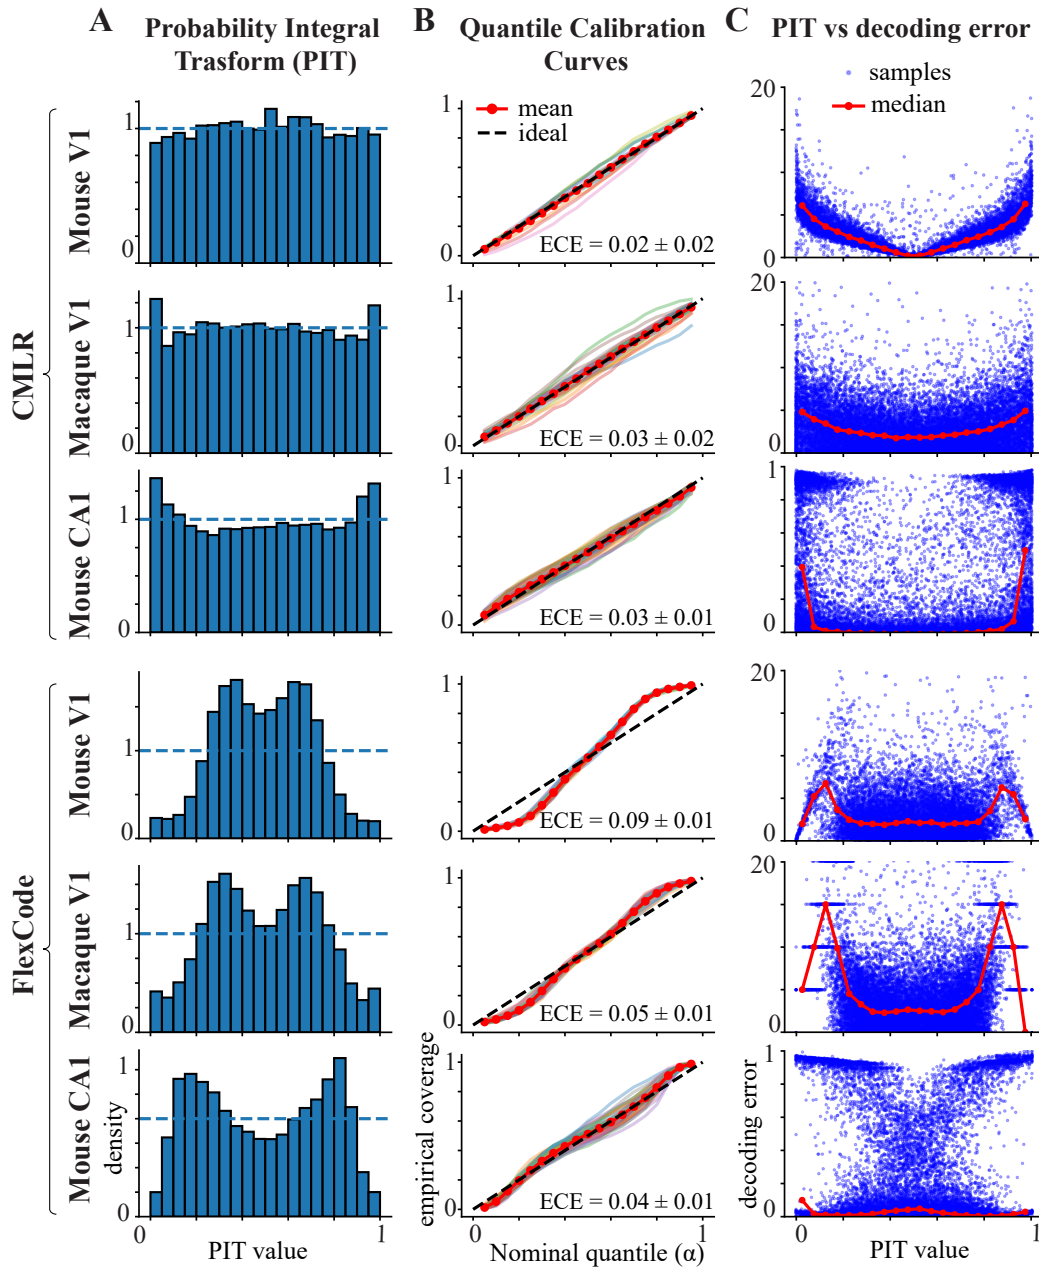 A Probability Integral Trasform (PIT)
B Quantile Calibration Curves
C PIT vs decoding error
CMLR
Mouse V1
1
0
mean
ideal
ECE = 0.02 ± 0.02
1
0
samples
median
20
0
Macaque V1
1
0
ECE = 0.03 ± 0.02
1
0
20
0
Mouse CA1
1
0
ECE = 0.03 ± 0.01
1
0
1
0
FlexCode
Mouse V1
1
0
ECE = 0.09 ± 0.01
1
0
20
0
Macaque V1
1
0
ECE = 0.05 ± 0.01
1
0
20
0
Mouse CA1
density
1
0
empirical coverage
ECE = 0.04 ± 0.01
1
0
decoding error
1
0
0 1
PIT value
0 1
Nominal quantile (α)
0 1
PIT value